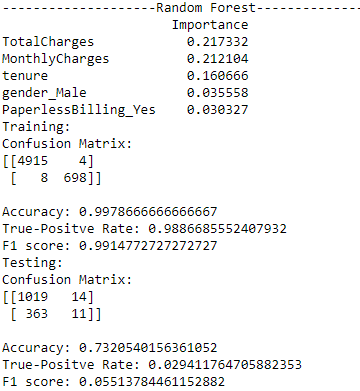 --------------------Random Forest-------------
Importance
TotalCharges 0.217332
MonthlyCharges 0.212104
tenure 0.160666
gender_Male 0.035558
PaperlessBilling_Yes 0.030327
Training:
Confusion Matrix:
[[4915 4]
[ 8 698]]
Accuracy: 0.9978666666666667
True-Positve Rate: 0.9886685552407932
F1 score: 0.9914772727272727
Testing:
Confusion Matrix:
[[1019 14]
[ 363 11]]
Accuracy: 0.7320540156361052
True-Positve Rate: 0.029411764705882353
F1 score: 0.05513784461152882